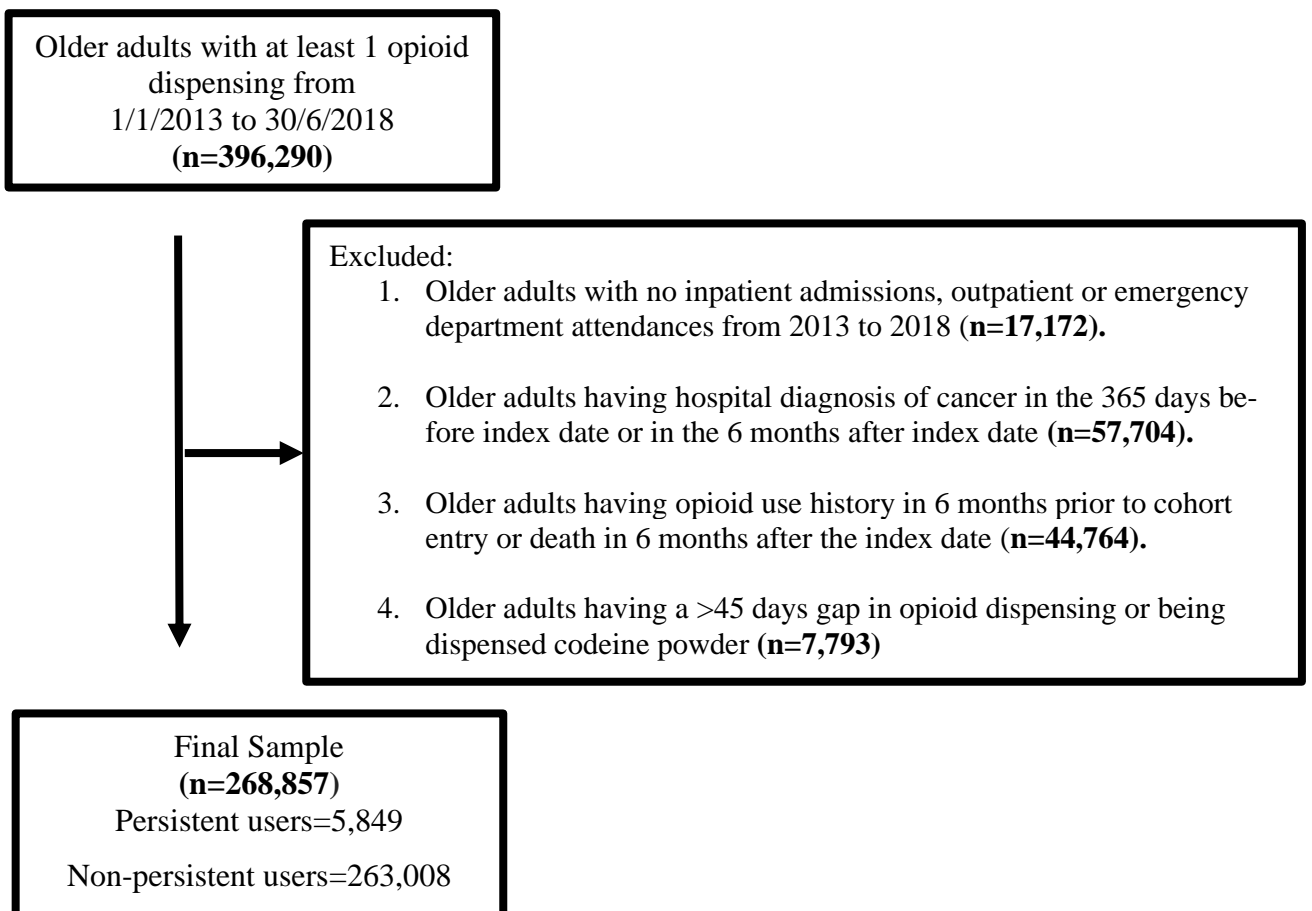 Older adults with at least 1 opioid
dispensing from
1/1/2013 to 30/6/2018
(n=396,290)
Excluded:
1. Older adults with no inpatient admissions, outpatient or emergency
department attendances from 2013 to 2018 (n=17,172).
2. Older adults having hospital diagnosis of cancer in the 365 days be-
fore index date or in the 6 months after index date (n=57,704).
3. Older adults having opioid use history in 6 months prior to cohort
entry or death in 6 months after the index date (n=44,764).
4. Older adults having a >45 days gap in opioid dispensing or being
dispensed codeine powder (n=7,793)
Final Sample
(n=268,857)
Persistent users=5,849
Non-persistent users=263,008